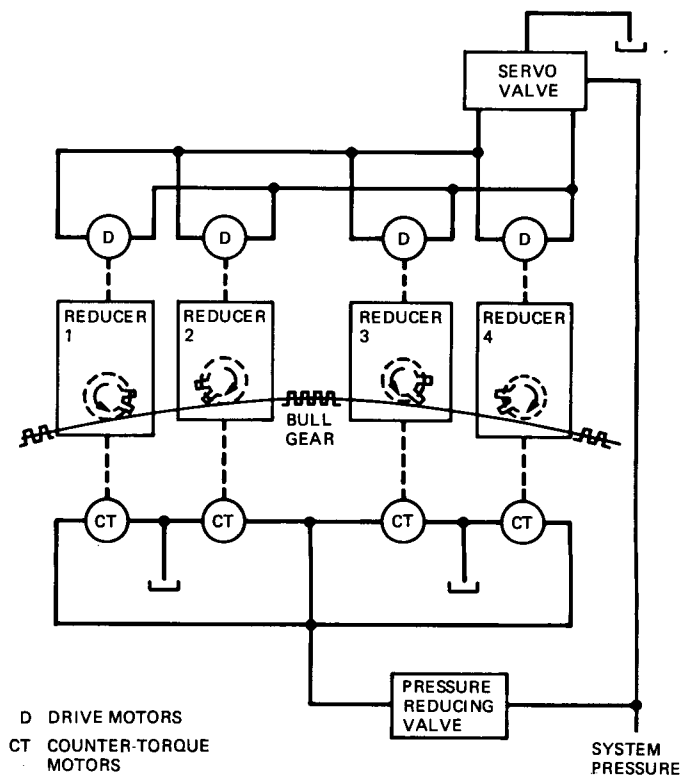 SERVO
VALVE
D
D
D
D
REDUCER
1
REDUCER
2
REDUCER
3
REDUCER
4
BULL
GEAR
CT
CT
CT
CT
PRESSURE
REDUCING
VALVE
D DRIVE MOTORS
CT COUNTER-TORQUE
MOTORS
SYSTEM
PRESSURE